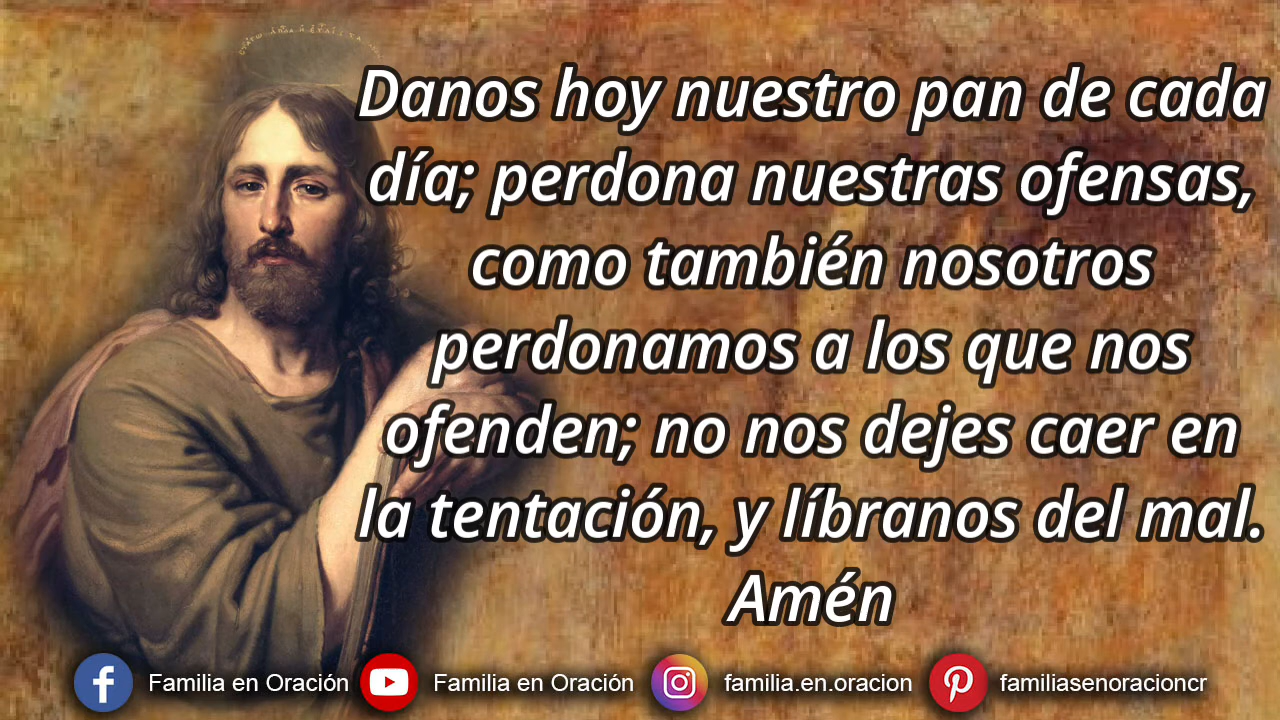 Danos hoy nuestro pan de cada
día; perdona nuestras ofensas,
como también nosotros
perdonamos a los que nos
ofenden; no nos dejes caer en
la tentación, y líbranos del mal.
Amén
Familia en Oración
Familia en Oración
familia.en.oracion
familiasenoracioncr